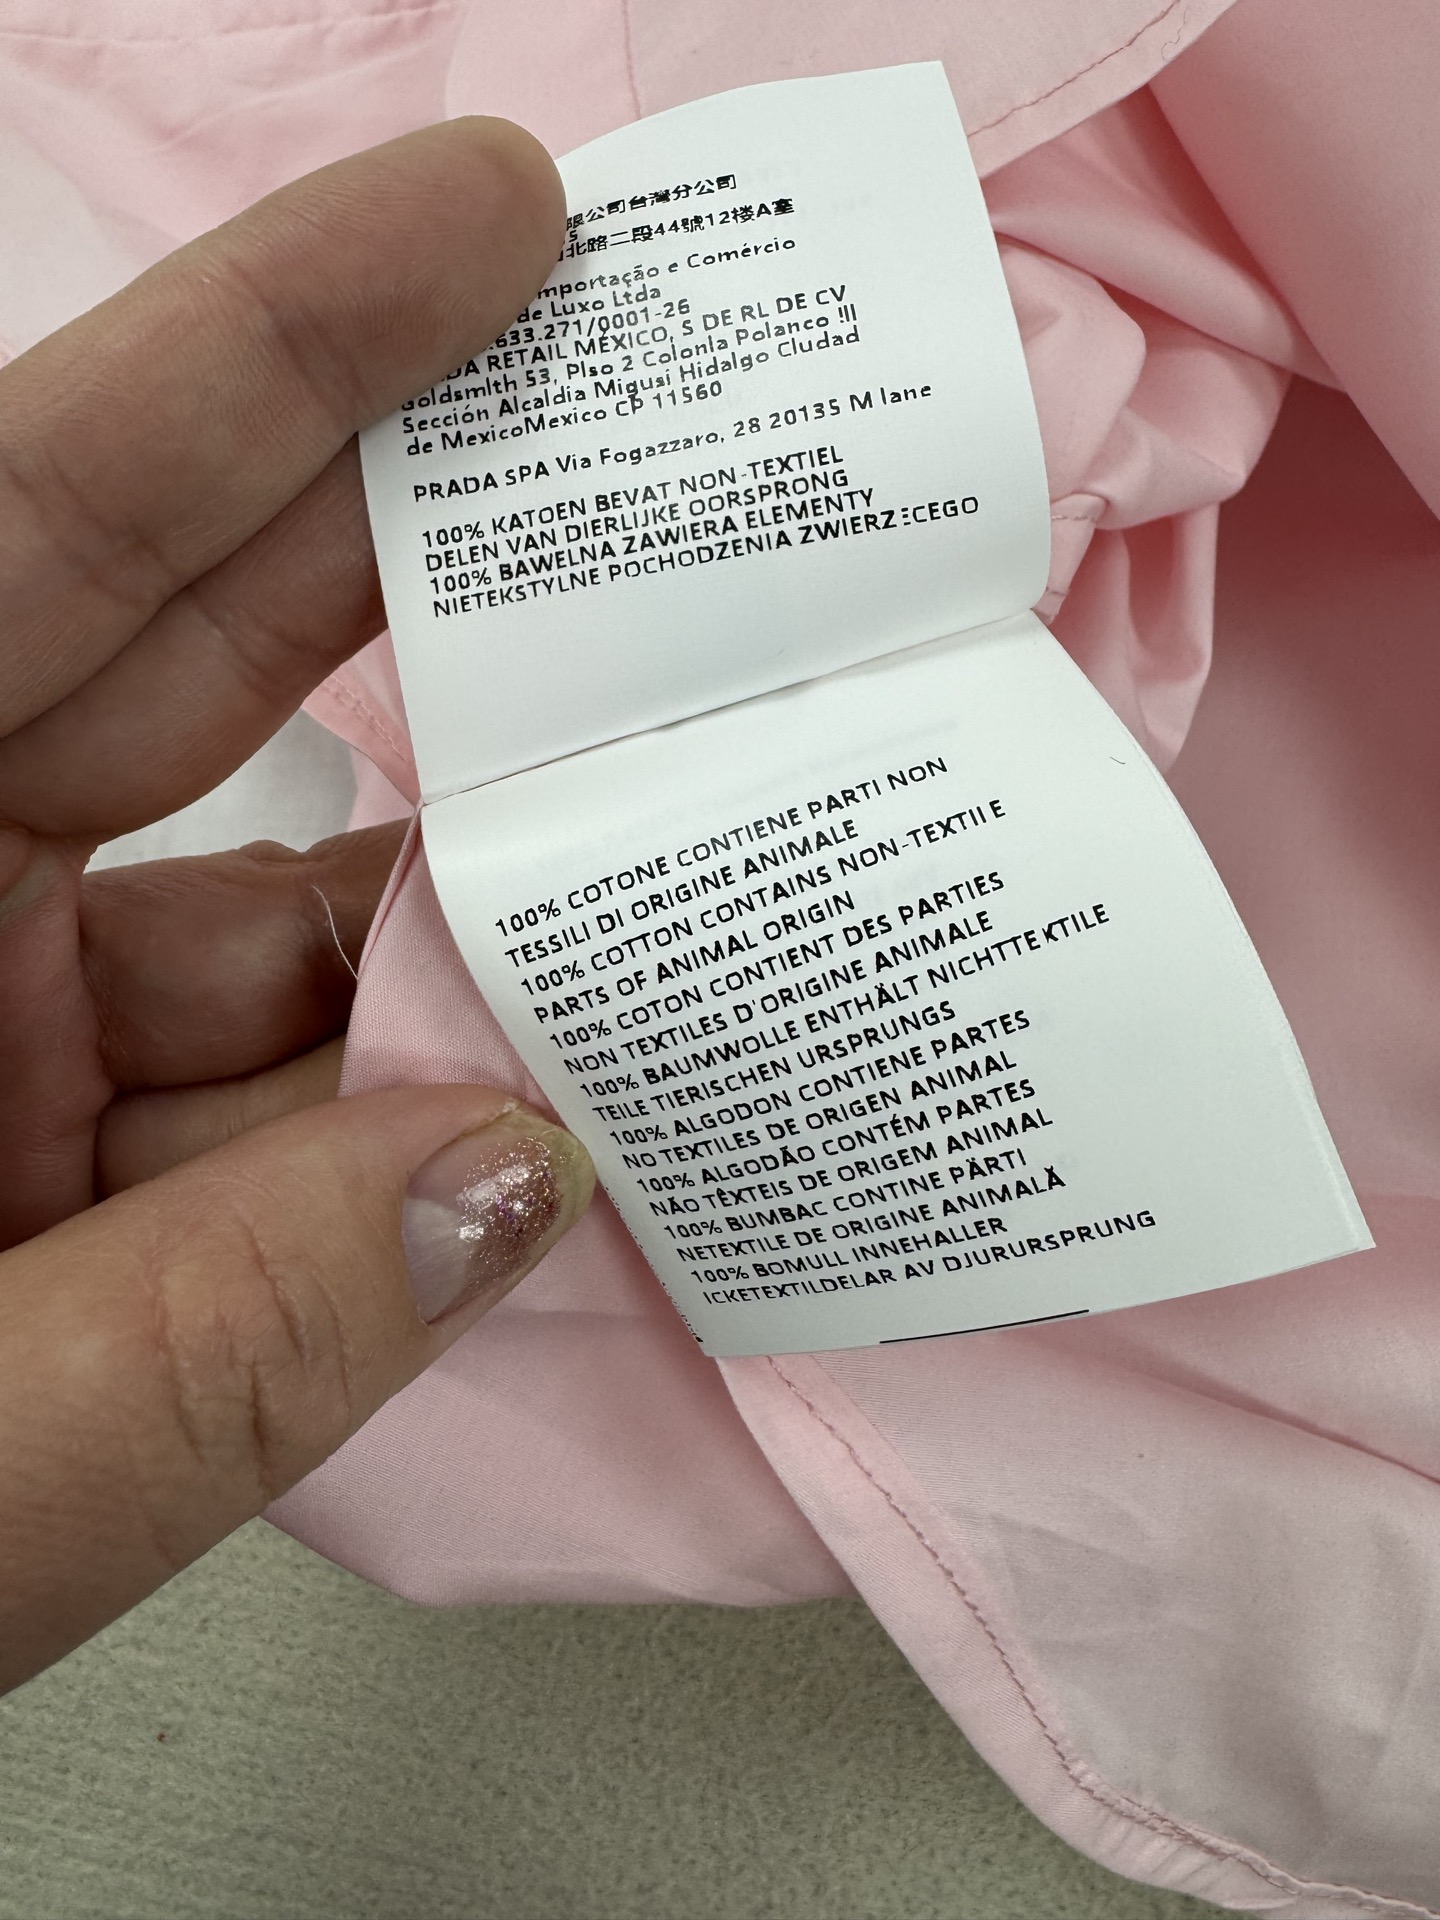 限公司台灣分公司
北路二段44號12楼A室
mportação e Comércio
de Luxo Ltda
.633.271/0001-26
DA RETAIL MÉXICO, S DE RL DE CV
Goldsmlth 53, Plso 2 Colonla Polanco !ll
Sección Alcaldia Migusi Hidalgo Cludad
de MexicoMexico CP 11560
PRADA SPA Via Fogazzaro, 28 20135 M lane
100% KATOEN BEVAT NON-TEXTIEL
DELEN VAN DIERLIJKE OORSPRONG
100% BAWELNA ZAWIERA ELEMENTY
NIETEKSTYLNE POCHODZENIA ZWIERZĘCEGO
100% COTONE CONTIENE PARTI NON
TESSILI DI ORIGINE ANIMALE
100% COTTON CONTAINS NON-TEXTII E
PARTS OF ANIMAL ORIGIN
100% COTON CONTIENT DES PARTIES
NON TEXTILES D'ORIGINE ANIMALE
100% BAUMWOLLE ENTHÄLT NICHTTEKTILE
TEILE TIERISCHEN URSPRUNGS
100% ALGODON CONTIENE PARTES
NO TEXTILES DE ORIGEN ANIMAL
100% ALGODÃO CONTÉM PARTES
NÃO TÊXTEIS DE ORIGEM ANIMAL
100% BUMBAC CONTINE PÄRTI
NETEXTILE DE ORIGINE ANIMALĂ
100% BOMULL INNEHALLER
ICKETEXTILDELAR AV DJURURSPRUNG